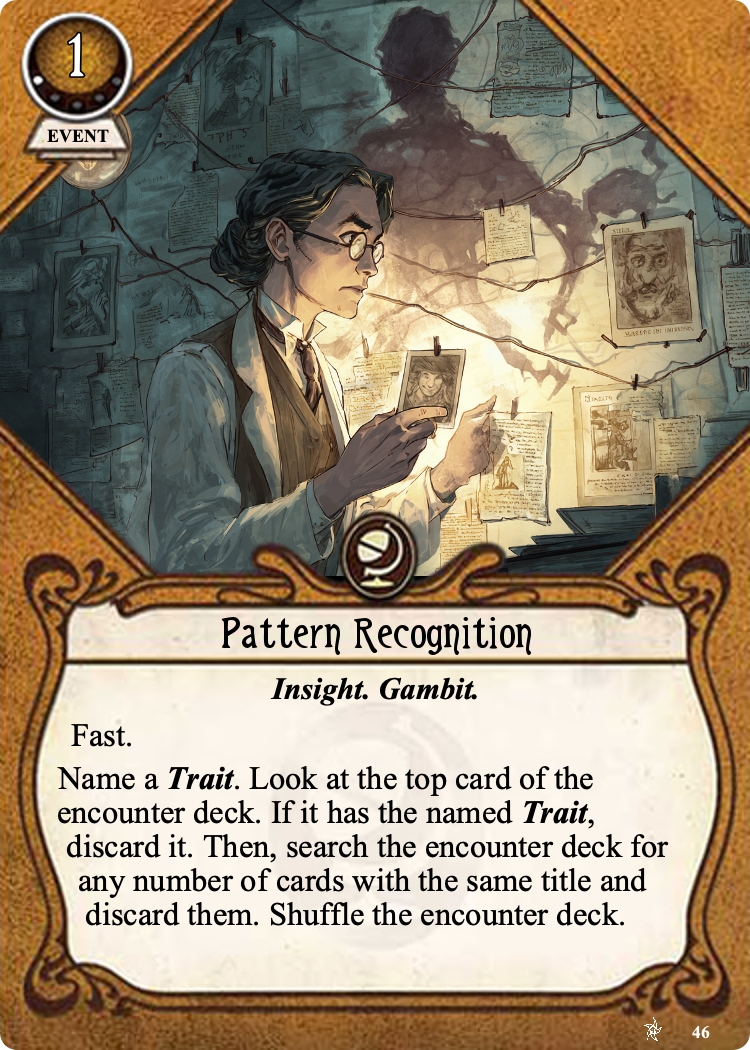 1
EVENT
Pattern Recognition
Insight. Gambit.
Fast.
Name a Trait. Look at the top card of the
encounter deck. If it has the named Trait,
discard it. Then, search the encounter deck for
any number of cards with the same title and
discard them. Shuffle the encounter deck.
46